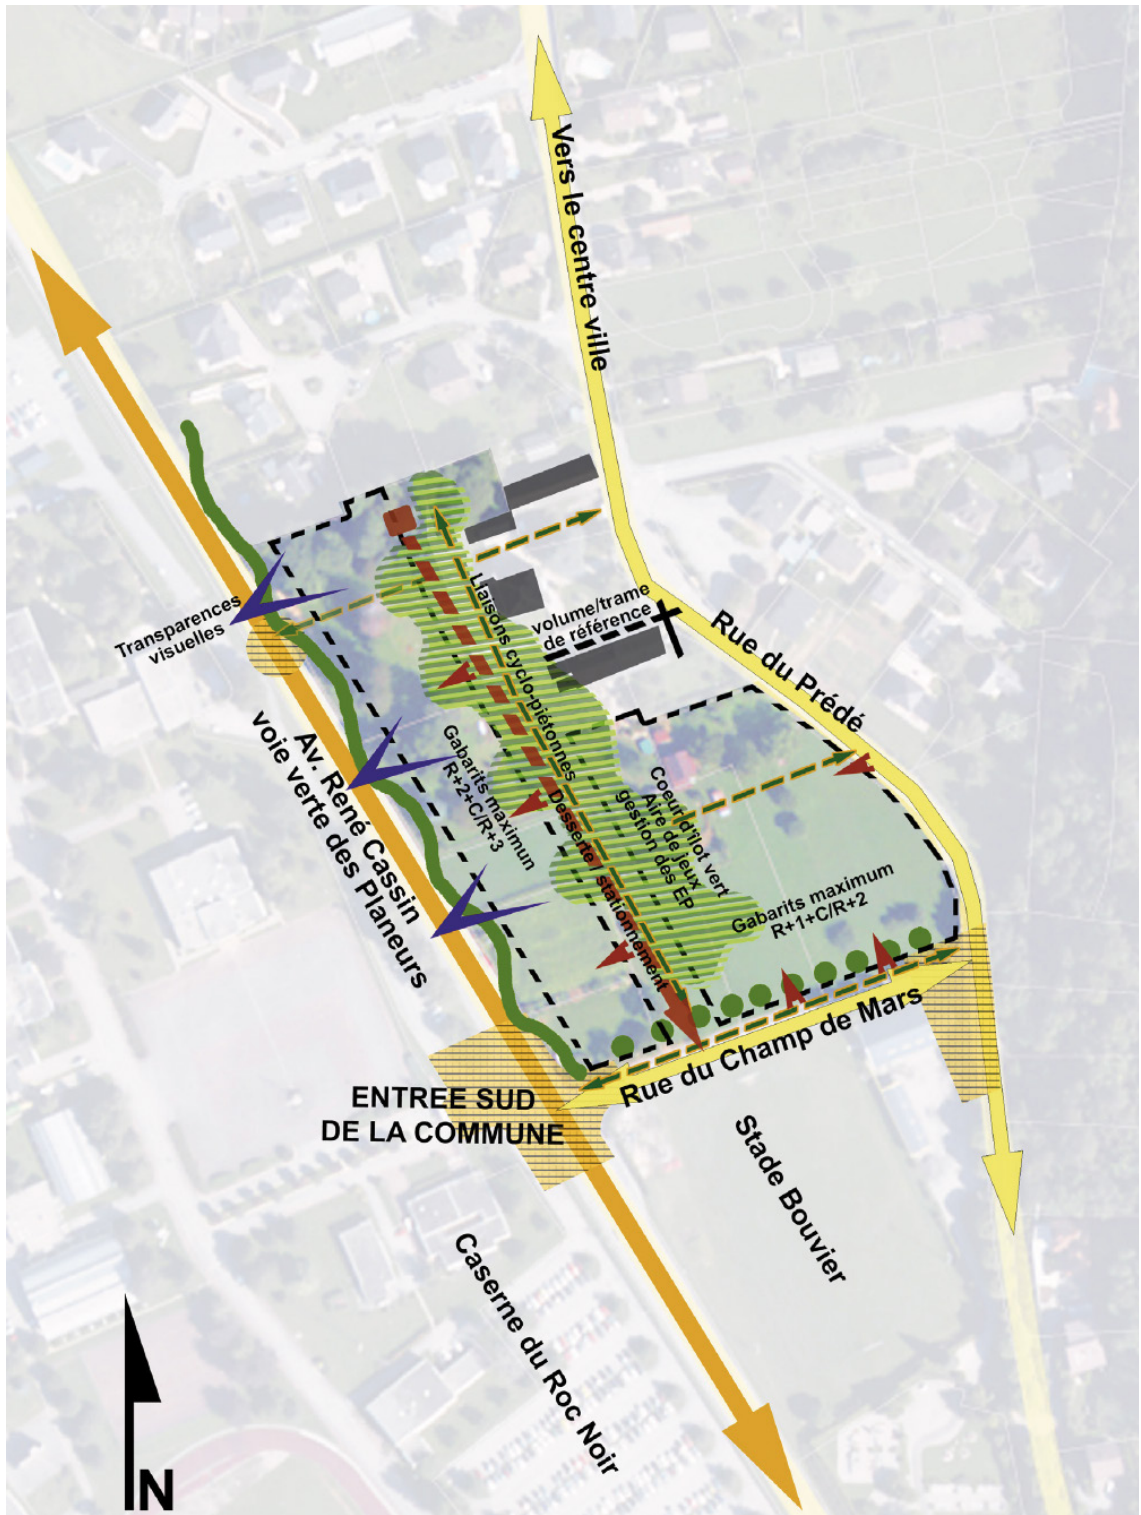 Vers le centre ville
Transparences
visuelles
Liaisons cyclo-piétonnes
volume/trame
de référence
Rue du Prédé
Av. René Cassin
voie verte des Planeurs
Gabarits maximun
R+2+C/R+3
Desserte / stationnement
Coeur d'ilot vert
Aire de jeux
gestion des EP
Gabarits maximum
R+1+C/R+2
Rue du Champ de Mars
ENTREE SUD
DE LA COMMUNE
Stade Bouvier
Caserne du Roc Noir
N